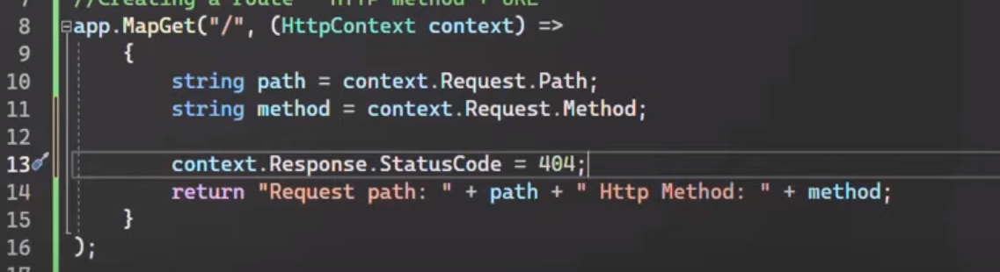 7 //Creating a route - HTTP method + URL
8 app.MapGet("/", (HttpContext context) =>
9 {
10 string path = context.Request.Path;
11 string method = context.Request.Method;
12
13 context.Response.StatusCode = 404;
14 return "Request path: " + path + " Http Method: " + method;
15 }
16 );
17